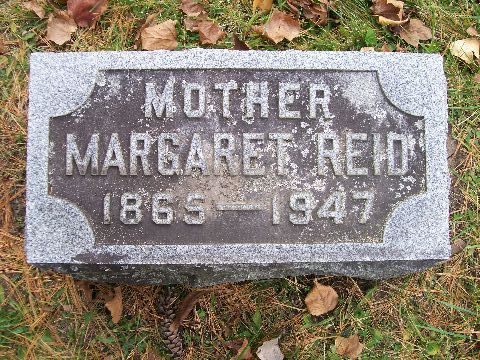 MOTHER
MARGARET REID
1865—1947